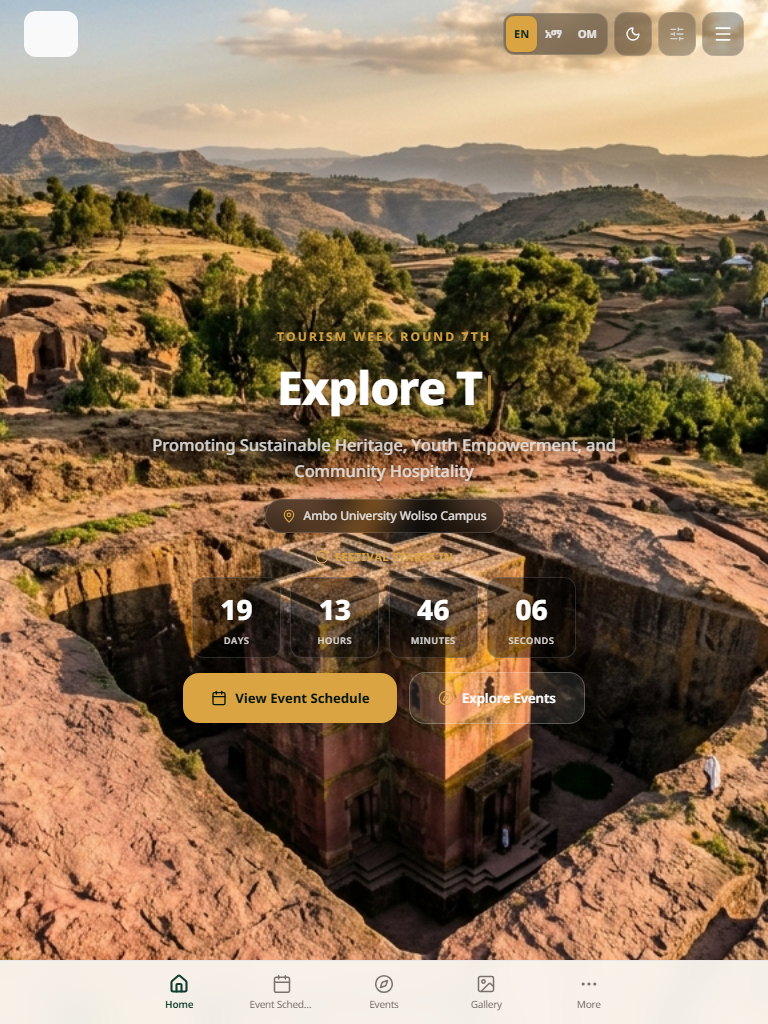 EN አማ OM
TOURISM WEEK ROUND 7TH
Explore T
Promoting Sustainable Heritage, Youth Empowerment, and
Community Hospitality
Ambo University Woliso Campus
FESTIVAL
19 13 46 06
DAYS HOURS MINUTES SECONDS
View Event Schedule Explore Events
Home Event Sched... Events Gallery More